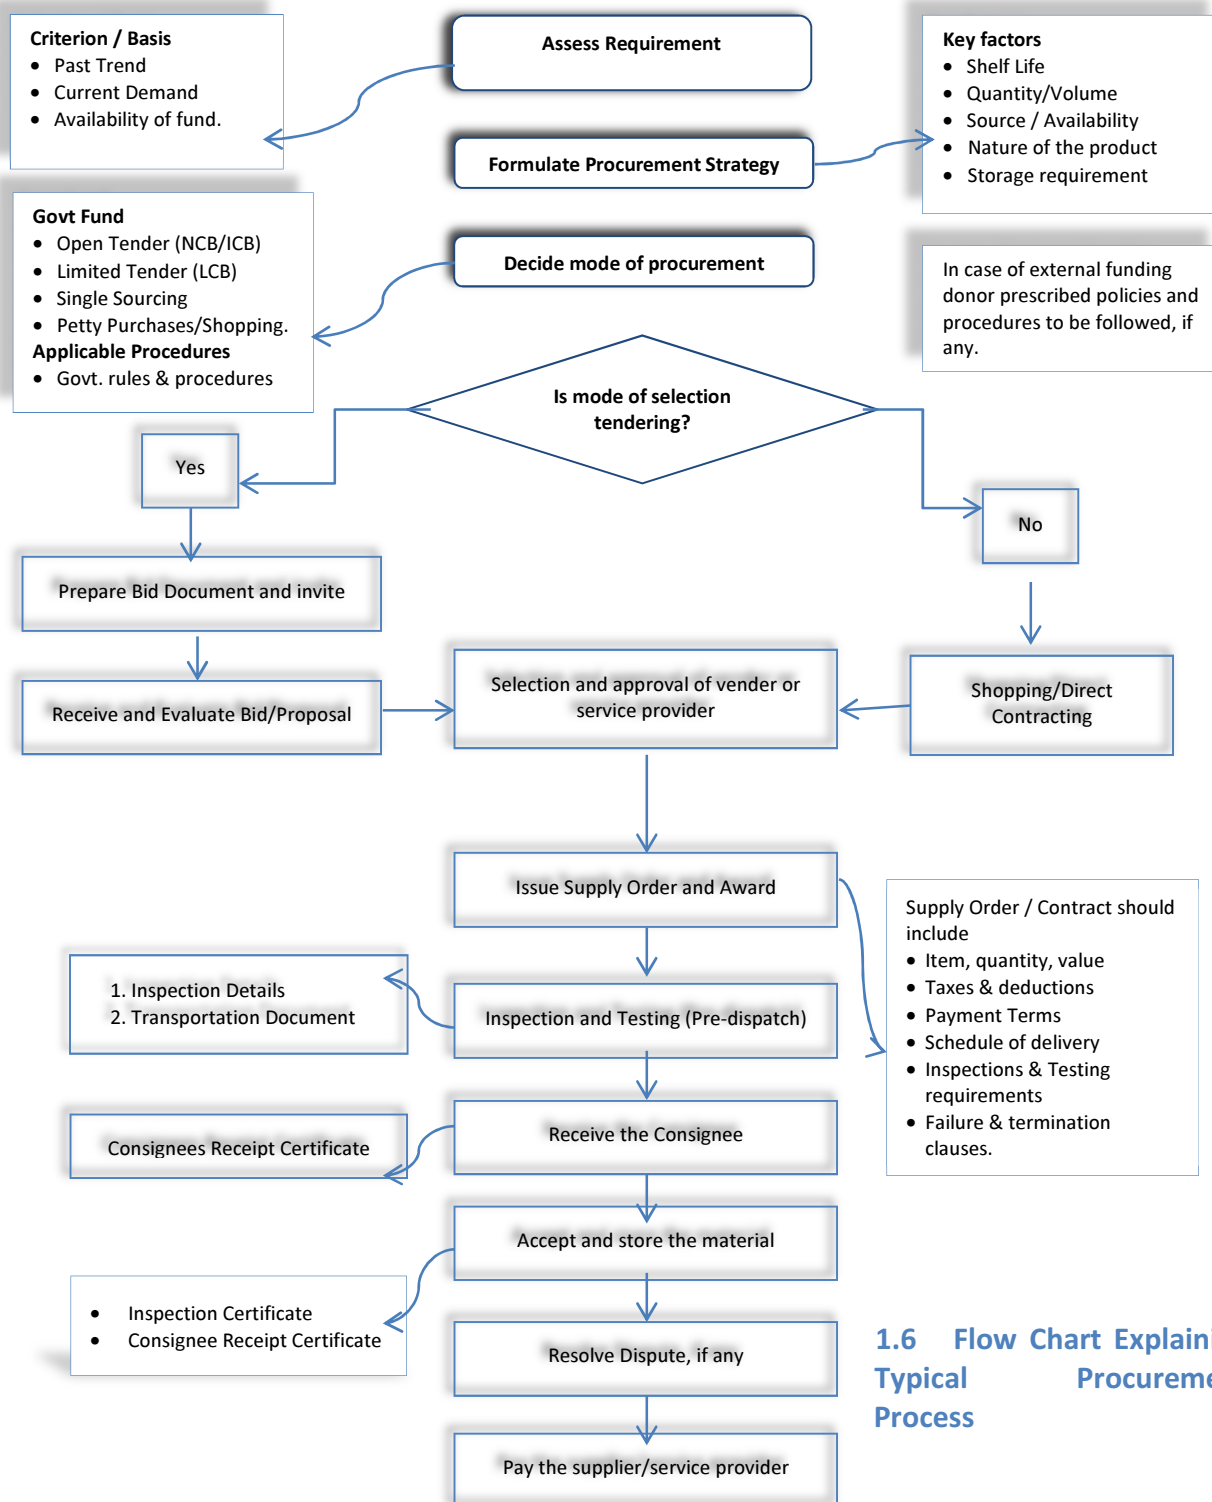 Criterion / Basis
• Past Trend
• Current Demand
• Availability of fund.
Assess Requirement
Key factors
• Shelf Life
• Quantity/Volume
• Source / Availability
• Nature of the product
• Storage requirement
Formulate Procurement Strategy
Govt Fund
• Open Tender (NCB/ICB)
• Limited Tender (LCB)
• Single Sourcing
• Petty Purchases/Shopping.
Applicable Procedures
• Govt. rules & procedures
Decide mode of procurement
In case of external funding
donor prescribed policies and
procedures to be followed, if
any.
Is mode of selection
tendering?
Yes
No
Prepare Bid Document and invite
Receive and Evaluate Bid/Proposal
Selection and approval of vender or
service provider
Shopping/Direct
Contracting
Issue Supply Order and Award
Supply Order / Contract should
include
• Item, quantity, value
• Taxes & deductions
• Payment Terms
• Schedule of delivery
• Inspections & Testing
requirements
• Failure & termination
clauses.
1. Inspection Details
2. Transportation Document
Inspection and Testing (Pre-dispatch)
Consignees Receipt Certificate
Receive the Consignee
Accept and store the material
• Inspection Certificate
• Consignee Receipt Certificate
Resolve Dispute, if any
1.6 Flow Chart Explaini
Typical Procureme
Process
Pay the supplier/service provider